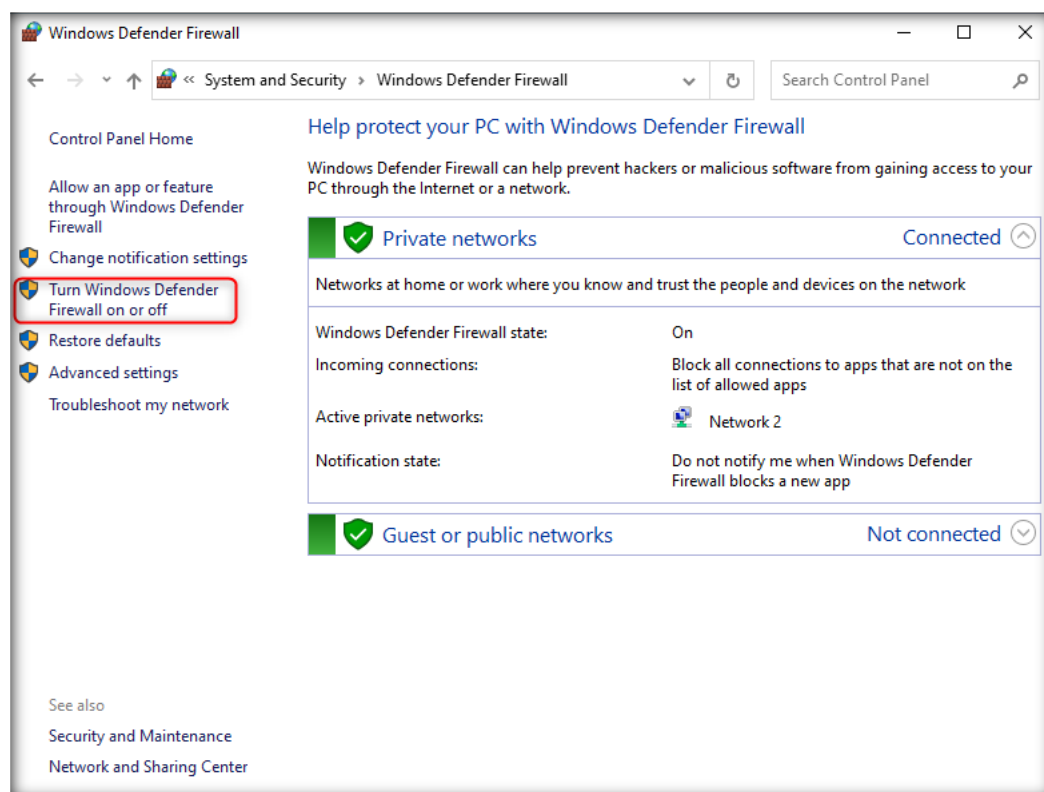 Windows Defender Firewall
« System and Security › Windows Defender Firewall
Search Control Panel
Control Panel Home
Allow an app or feature
through Windows Defender
Firewall
Change notification settings
Turn Windows Defender
Firewall on or off
Restore defaults
Advanced settings
Troubleshoot my network
Help protect your PC with Windows Defender Firewall
Windows Defender Firewall can help prevent hackers or malicious software from gaining access to your
PC through the Internet or a network.
Private networks Connected
Networks at home or work where you know and trust the people and devices on the network
Windows Defender Firewall state: On
Incoming connections: Block all connections to apps that are not on the
list of allowed apps
Active private networks: Network 2
Notification state: Do not notify me when Windows Defender
Firewall blocks a new app
Guest or public networks Not connected
See also
Security and Maintenance
Network and Sharing Center